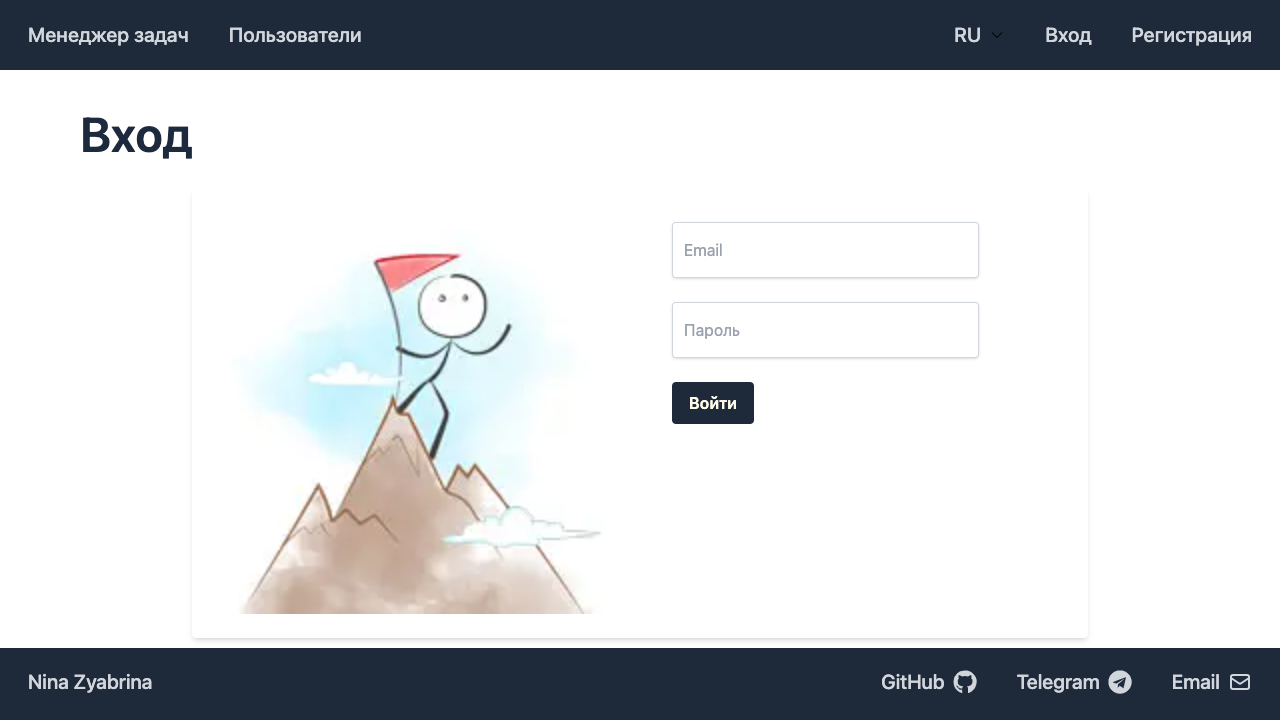 Менеджер задач Пользователи RU Вход Регистрация
Вход
Email
Пароль
Войти
Nina Zyabrina GitHub Telegram Email